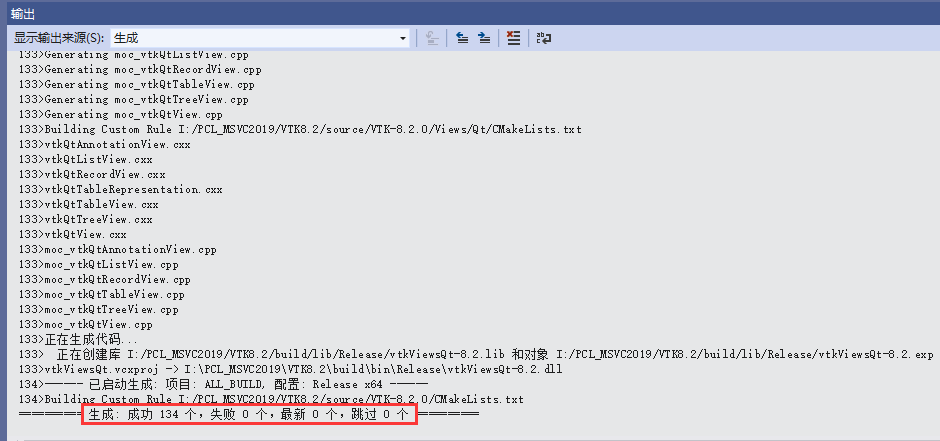 输出
显示输出来源(S): 生成
133>Generating moc_vtkQtListView.cpp
133>Generating moc_vtkQtRecordView.cpp
133>Generating moc_vtkQtTableView.cpp
133>Generating moc_vtkQtTreeView.cpp
133>Generating moc_vtkQtView.cpp
133>Building Custom Rule I:/PCL_MSVC2019/VTK8.2/source/VTK-8.2.0/Views/Qt/CMakeLists.txt
133>vtkQtAnnotationView.cxx
133>vtkQtListView.cxx
133>vtkQtRecordView.cxx
133>vtkQtTableRepresentation.cxx
133>vtkQtTableView.cxx
133>vtkQtTreeView.cxx
133>vtkQtView.cxx
133>moc_vtkQtAnnotationView.cpp
133>moc_vtkQtListView.cpp
133>moc_vtkQtRecordView.cpp
133>moc_vtkQtTableView.cpp
133>moc_vtkQtTreeView.cpp
133>moc_vtkQtView.cpp
133>正在生成代码...
133>  正在创建库 I:/PCL_MSVC2019/VTK8.2/build/lib/Release/vtkViewsQt-8.2.lib 和对象 I:/PCL_MSVC2019/VTK8.2/build/lib/Release/vtkViewsQt-8.2.exp
133>vtkViewsQt.vcxproj -> I:\PCL_MSVC2019\VTK8.2\build\bin\Release\vtkViewsQt-8.2.dll
134>------ 已启动生成: 项目: ALL_BUILD, 配置: Release x64 ------
134>Building Custom Rule I:/PCL_MSVC2019/VTK8.2/source/VTK-8.2.0/CMakeLists.txt
========== 生成: 成功 134 个，失败 0 个，最新 0 个，跳过 0 个 ==========